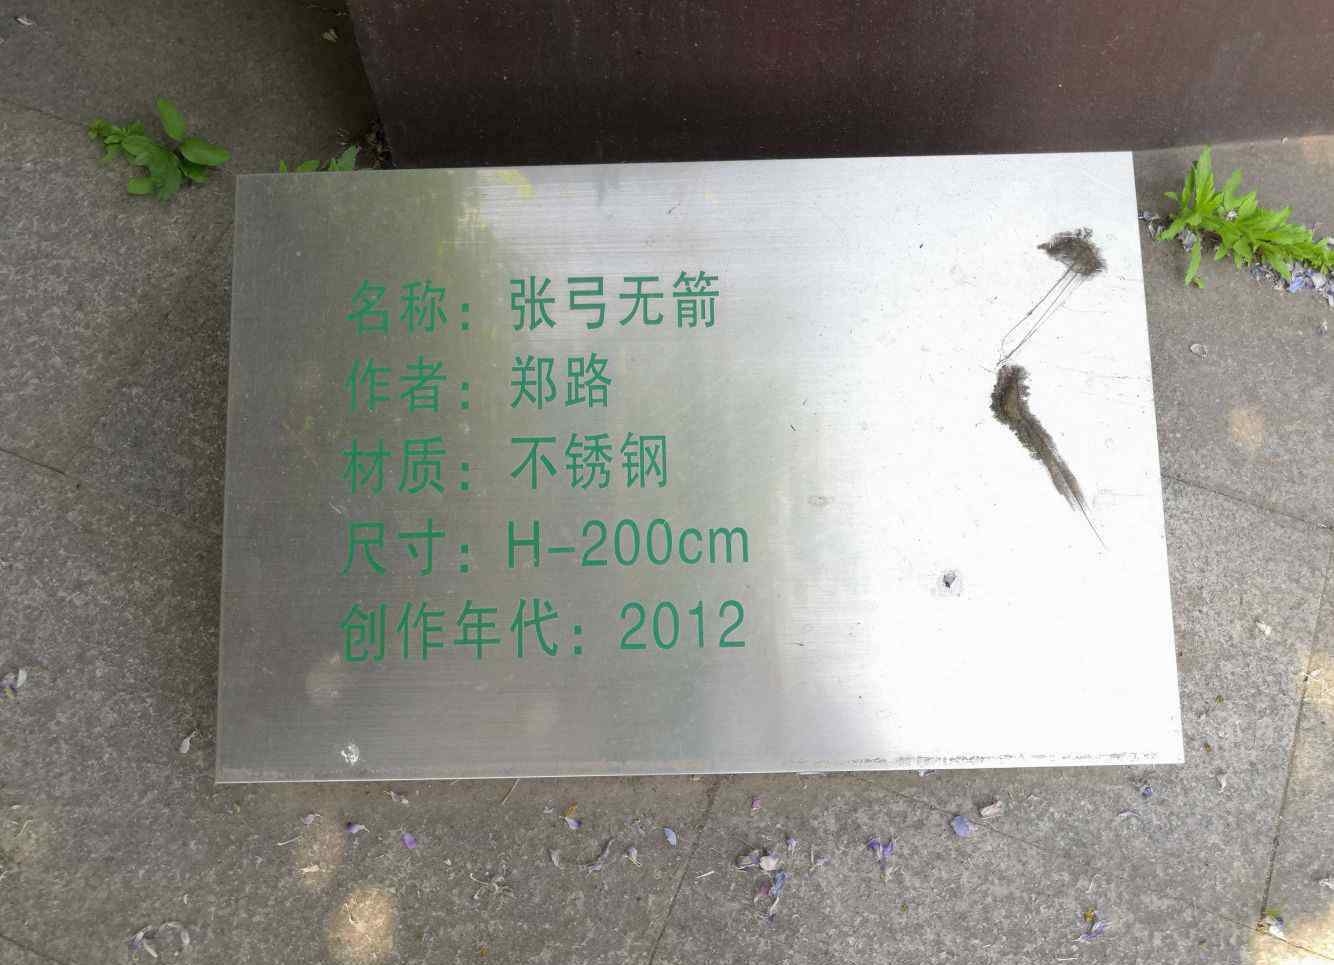 名称：张弓无箭
作者：郑路
材质：不锈钢
尺寸：H-200cm
创作年代：2012